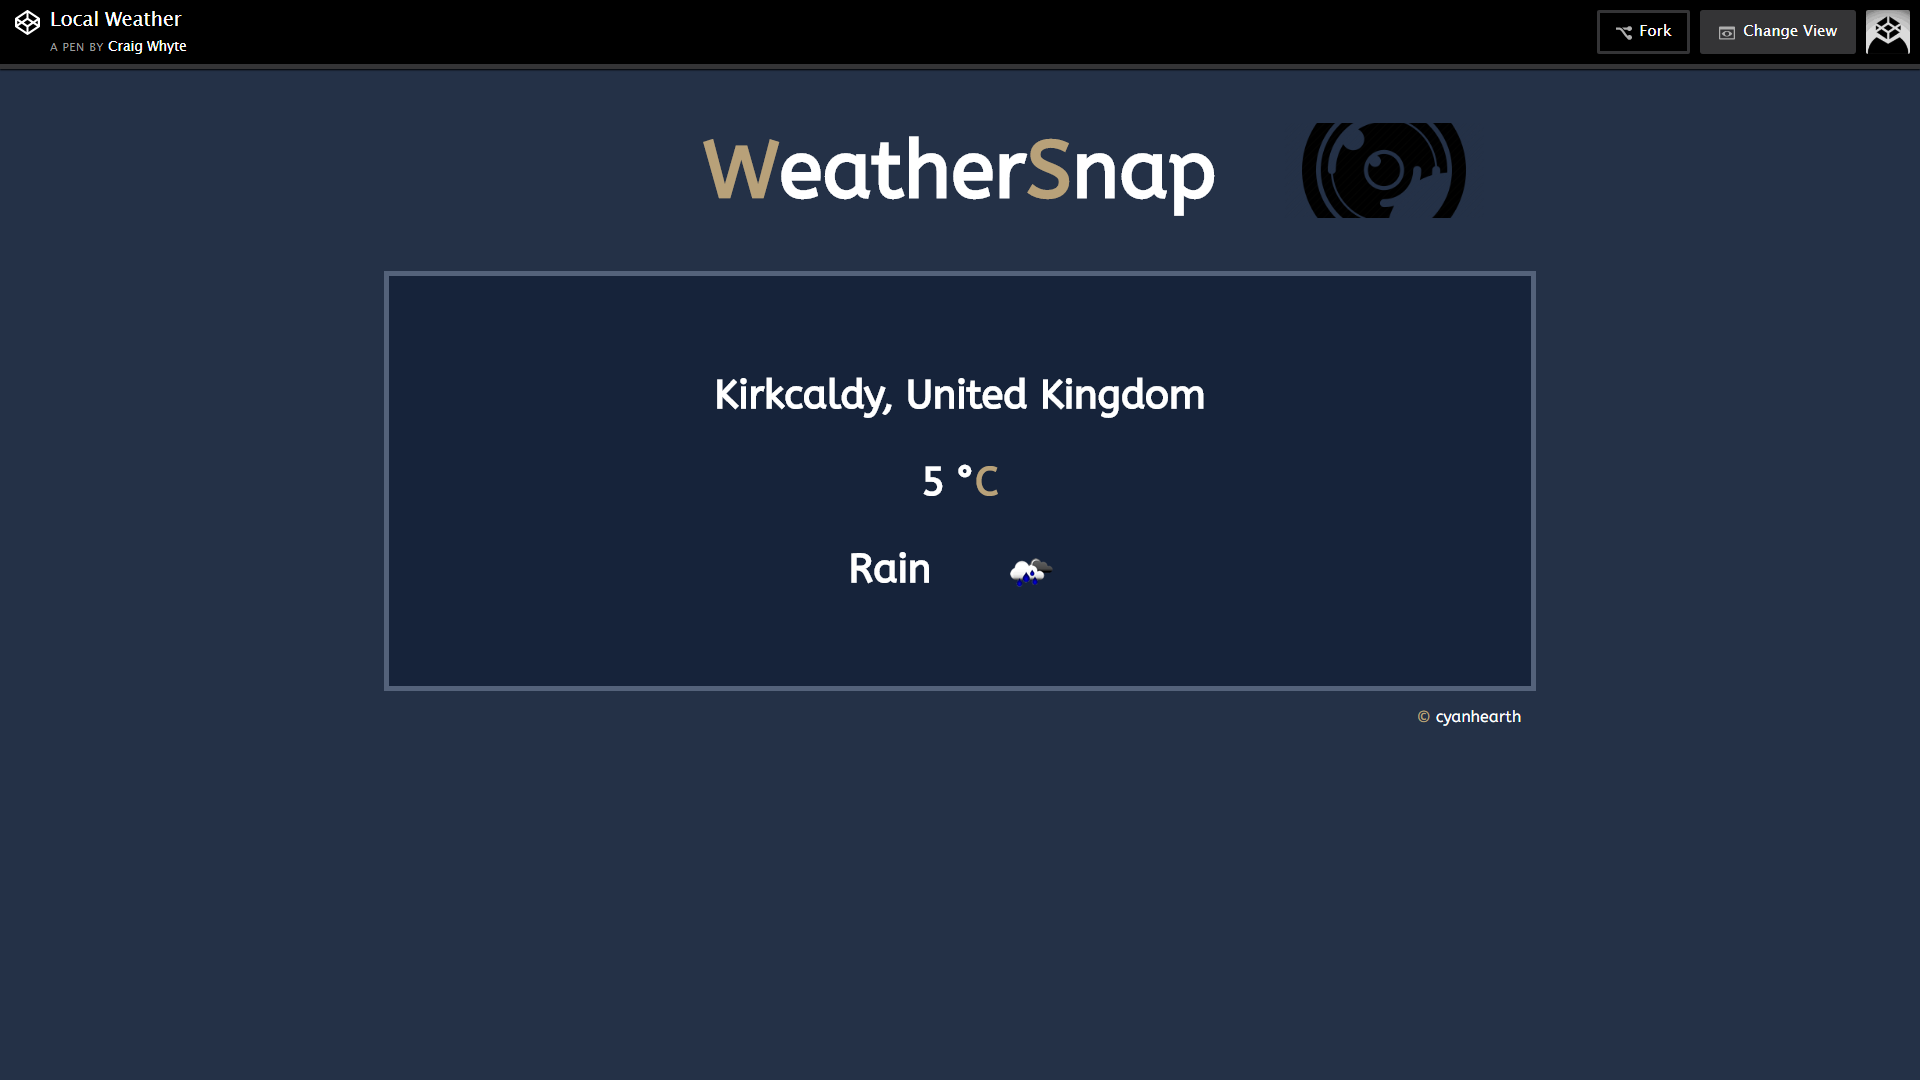 Local Weather
A PEN BY Craig Whyte
Fork
Change View
WeatherSnap
Kirkcaldy, United Kingdom
5 °C
Rain
© cyanhearth